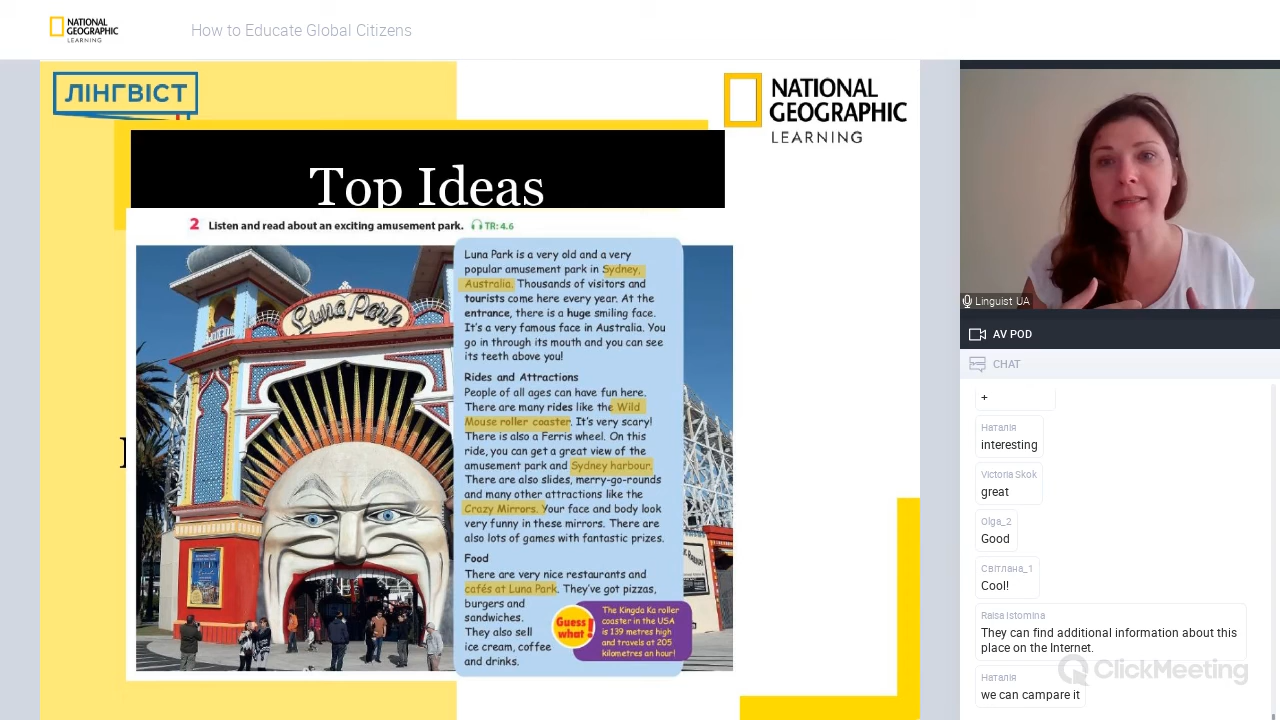 NATIONAL
GEOGRAPHIC
LEARNING
How to Educate Global Citizens
ЛІНГВІСТ
NATIONAL
GEOGRAPHIC
LEARNING
Top Ideas
2 Listen and read about an exciting amusement park. TR: 4.6
Luna Park
Luna Park is a very old and a very
popular amusement park in Sydney,
Australia. Thousands of visitors and
tourists come here every year. At the
entrance, there is a huge smiling face.
It's a very famous face in Australia. You
go in through its mouth and you can see
its teeth above you!
Rides and Attractions
People of all ages can have fun here.
There are many rides like the Wild
Mouse roller coaster. It's very scary!
There is also a Ferris wheel. On this
ride, you can get a great view of the
amusement park and Sydney harbour.
There are also slides, merry-go-rounds
and many other attractions like the
Crazy Mirrors. Your face and body look
very funny in these mirrors. There are
also lots of games with fantastic prizes.
Food
There are very nice restaurants and
cafés at Luna Park. They've got pizzas,
burgers and
sandwiches.
They also sell
ice cream, coffee
and drinks.
Guess
what!
The Kingda Ka roller
coaster in the USA
is 139 metres high
and travels at 205
kilometres an hour!
Linguist UA
AV POD
CHAT
+
Наталія
interesting
Victoria Skok
great
Olga_2
Good
Світлана_1
Cool!
Raisa Istomina
They can find additional information about this
place on the Internet.
Наталія
we can campare it
ClickMeeting